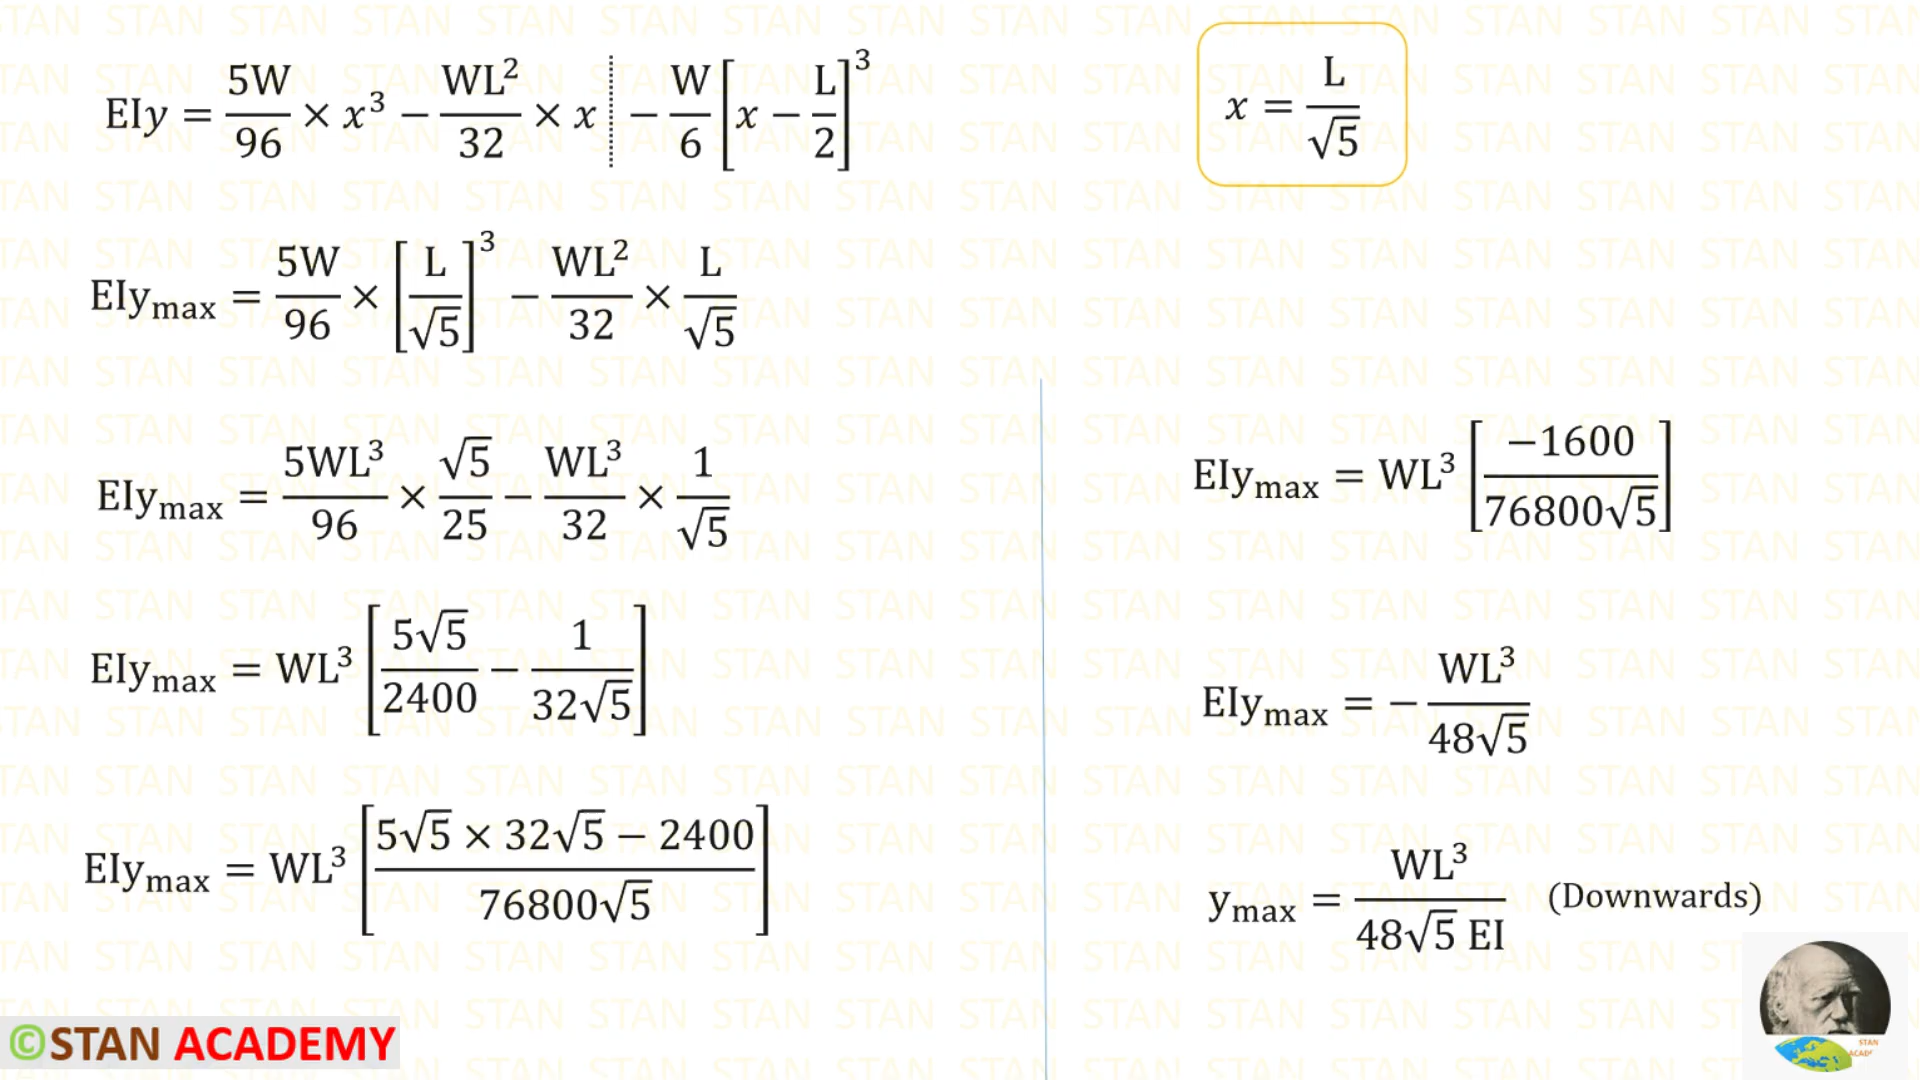 EIy = 5W/96 × x³ − WL²/32 × x ┊ − W/6 [x − L/2]³
x = L/√5
EIy_max = 5W/96 × [L/√5]³ − WL²/32 × L/√5
EIy_max = 5WL³/96 × √5/25 − WL³/32 × 1/√5
EIy_max = WL³ [5√5/2400 − 1/32√5]
EIy_max = WL³ [(5√5 × 32√5 − 2400)/76800√5]
EIy_max = WL³ [−1600/76800√5]
EIy_max = − WL³/48√5
y_max = WL³/48√5 EI (Downwards)
©STAN ACADEMY
STAN